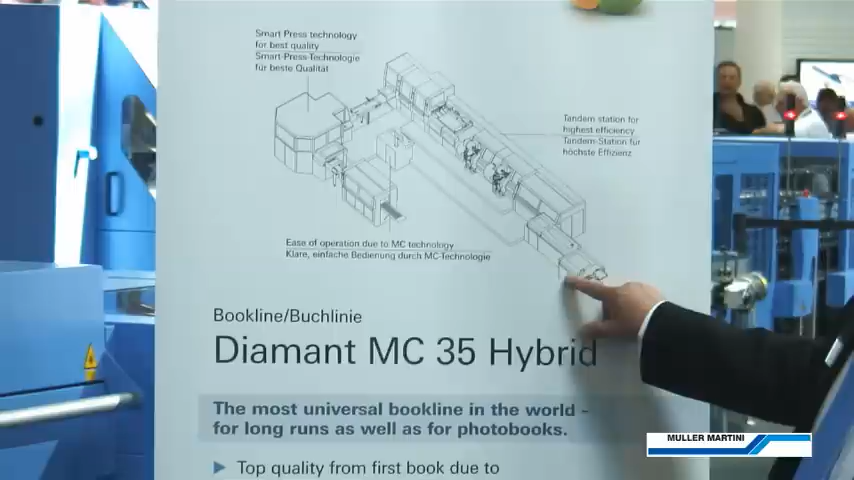 Smart Press technology
for best quality
Smart-Press-Technologie
für beste Qualität
Tandem station for
highest efficiency
Tandem-Station für
höchste Effizienz
Ease of operation due to MC technology
Klare, einfache Bedienung durch MC-Technologie
Bookline/Buchlinie
Diamant MC 35 Hybrid
The most universal bookline in the world -
for long runs as well as for photobooks.
Top quality from first book due to
MULLER MARTINI